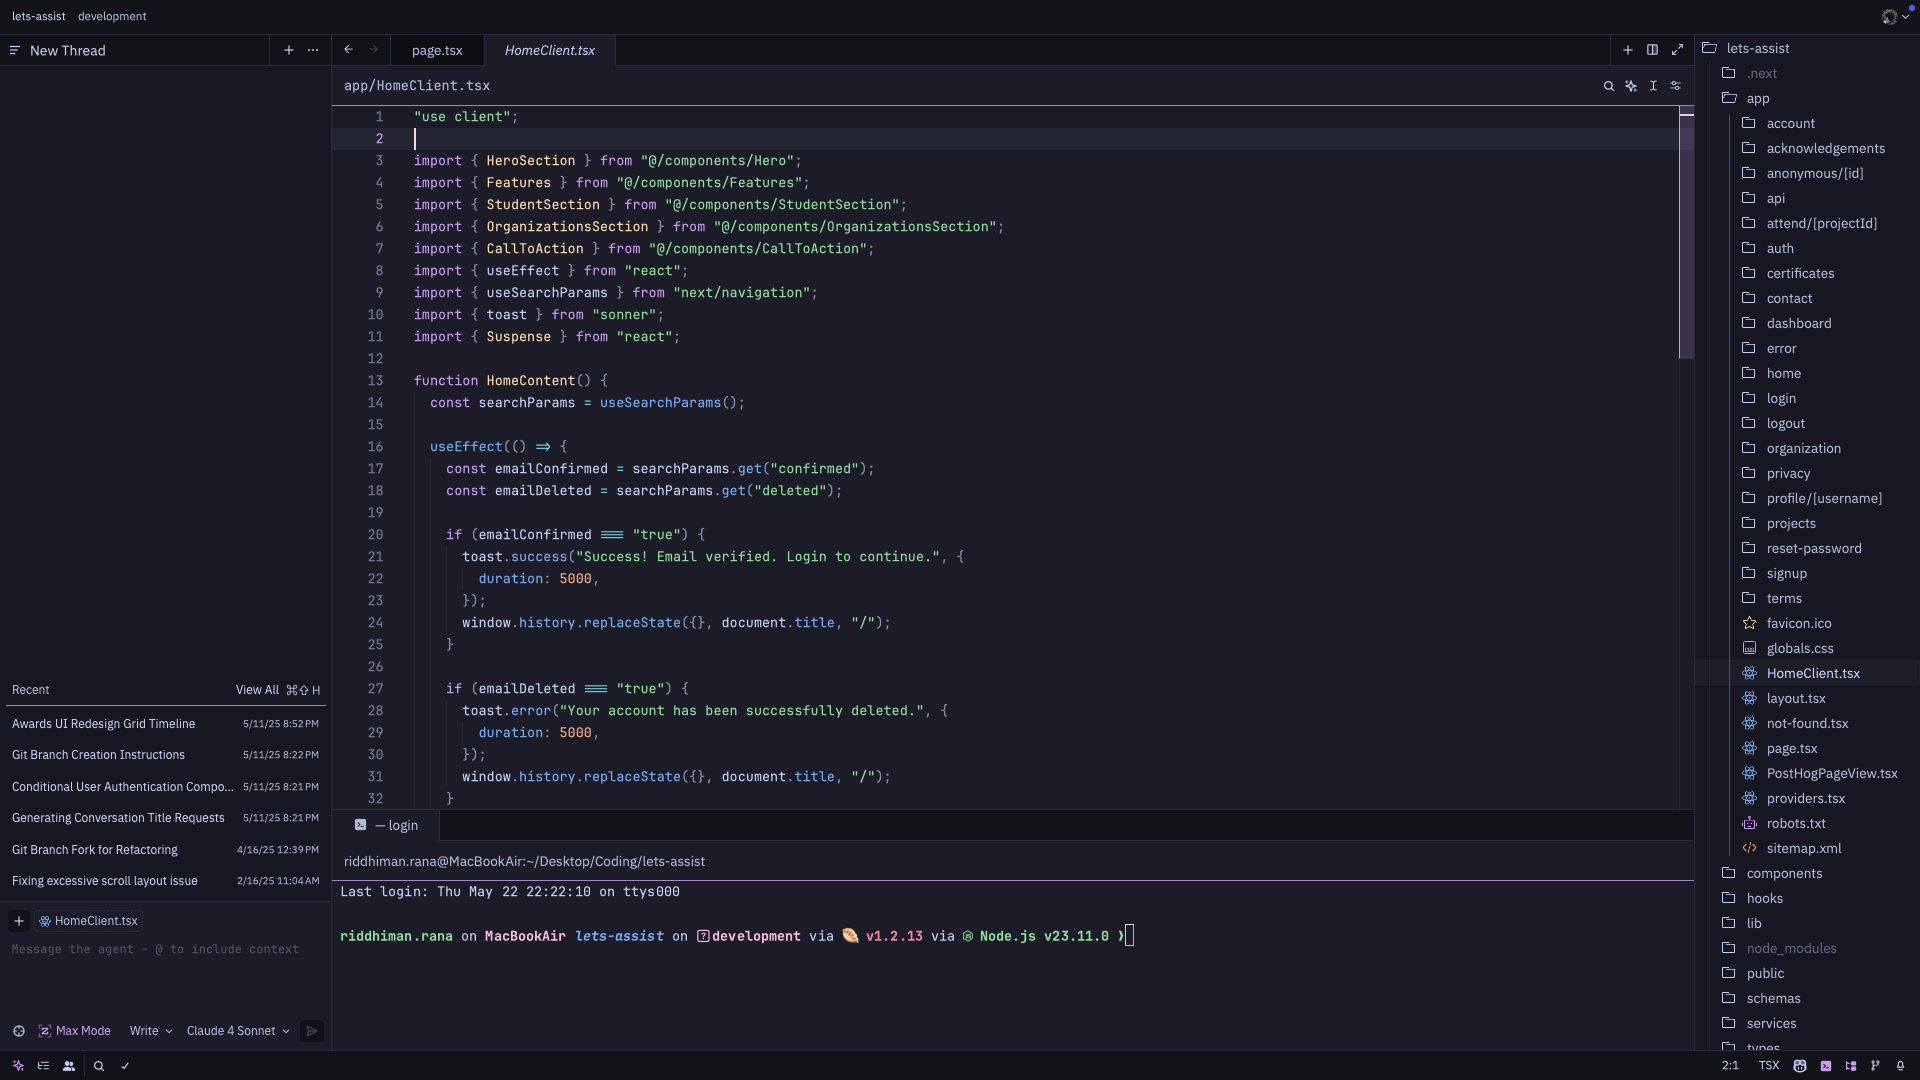 lets-assist development
New Thread
page.tsx HomeClient.tsx
app/HomeClient.tsx
1 "use client";
2
3 import { HeroSection } from "@/components/Hero";
4 import { Features } from "@/components/Features";
5 import { StudentSection } from "@/components/StudentSection";
6 import { OrganizationsSection } from "@/components/OrganizationsSection";
7 import { CallToAction } from "@/components/CallToAction";
8 import { useEffect } from "react";
9 import { useSearchParams } from "next/navigation";
10 import { toast } from "sonner";
11 import { Suspense } from "react";
12
13 function HomeContent() {
14 const searchParams = useSearchParams();
15
16 useEffect(() => {
17 const emailConfirmed = searchParams.get("confirmed");
18 const emailDeleted = searchParams.get("deleted");
19
20 if (emailConfirmed === "true") {
21 toast.success("Success! Email verified. Login to continue.", {
22 duration: 5000,
23 });
24 window.history.replaceState({}, document.title, "/");
25 }
26
27 if (emailDeleted === "true") {
28 toast.error("Your account has been successfully deleted.", {
29 duration: 5000,
30 });
31 window.history.replaceState({}, document.title, "/");
32 }
Recent View All ⌘⇧ H
Awards UI Redesign Grid Timeline 5/11/25 8:52 PM
Git Branch Creation Instructions 5/11/25 8:22 PM
Conditional User Authentication Compo... 5/11/25 8:21 PM
Generating Conversation Title Requests 5/11/25 8:21 PM
Git Branch Fork for Refactoring 4/16/25 12:39 PM
Fixing excessive scroll layout issue 2/16/25 11:04 AM
HomeClient.tsx
Message the agent – @ to include context
Max Mode Write Claude 4 Sonnet
— login
riddhiman.rana@MacBookAir:~/Desktop/Coding/lets-assist
Last login: Thu May 22 22:22:10 on ttys000
riddhiman.rana on MacBookAir lets-assist on development via v1.2.13 via Node.js v23.11.0 ❯
lets-assist
.next
app
account
acknowledgements
anonymous/[id]
api
attend/[projectId]
auth
certificates
contact
dashboard
error
home
login
logout
organization
privacy
profile/[username]
projects
reset-password
signup
terms
favicon.ico
globals.css
HomeClient.tsx
layout.tsx
not-found.tsx
page.tsx
PostHogPageView.tsx
providers.tsx
robots.txt
sitemap.xml
components
hooks
lib
node_modules
public
schemas
services
types
2:1 TSX